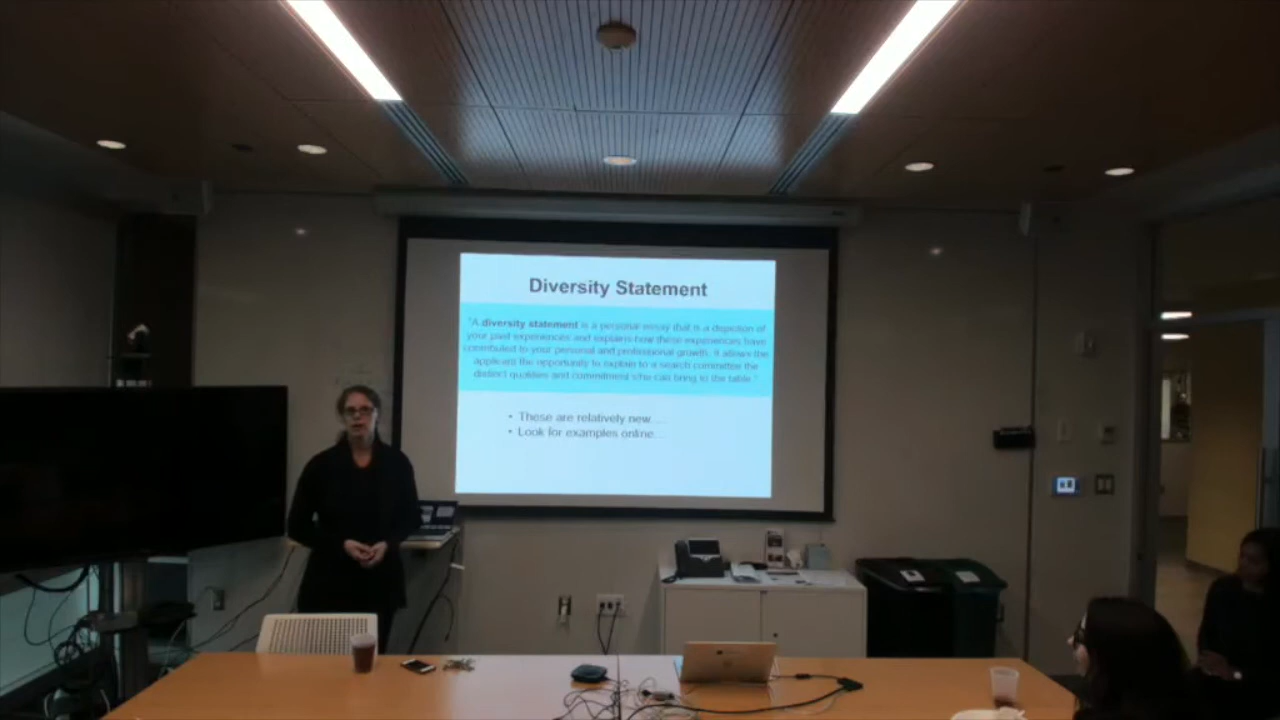 Diversity Statement
"A diversity statement is a personal essay that is a depiction of
your past experiences and explains how these experiences have
contributed to your personal and professional growth. It allows the
applicant the opportunity to explain to a search committee the
distinct qualities and commitment s/he can bring to the table."
• These are relatively new…
• Look for examples online…